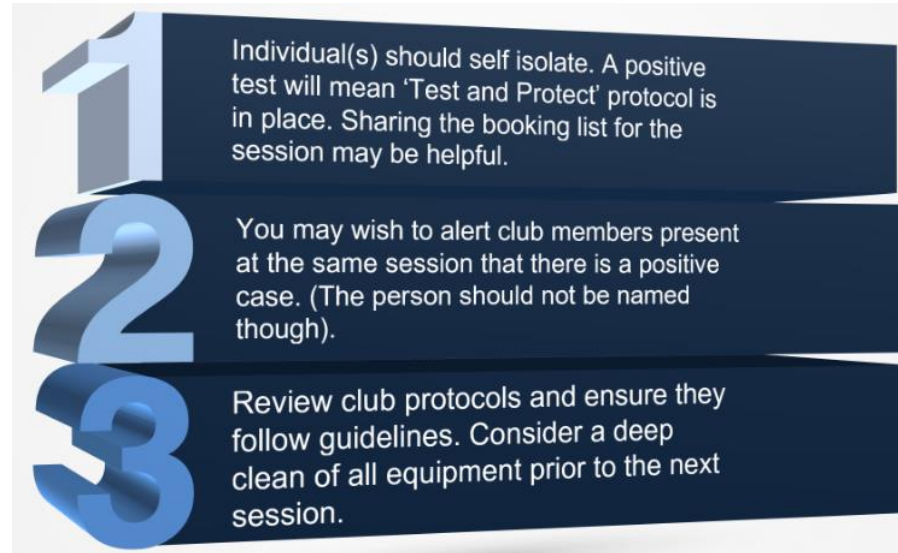 1
Individual(s) should self isolate. A positive
test will mean ‘Test and Protect’ protocol is
in place. Sharing the booking list for the
session may be helpful.
2
You may wish to alert club members present
at the same session that there is a positive
case. (The person should not be named
though).
3
Review club protocols and ensure they
follow guidelines. Consider a deep
clean of all equipment prior to the next
session.